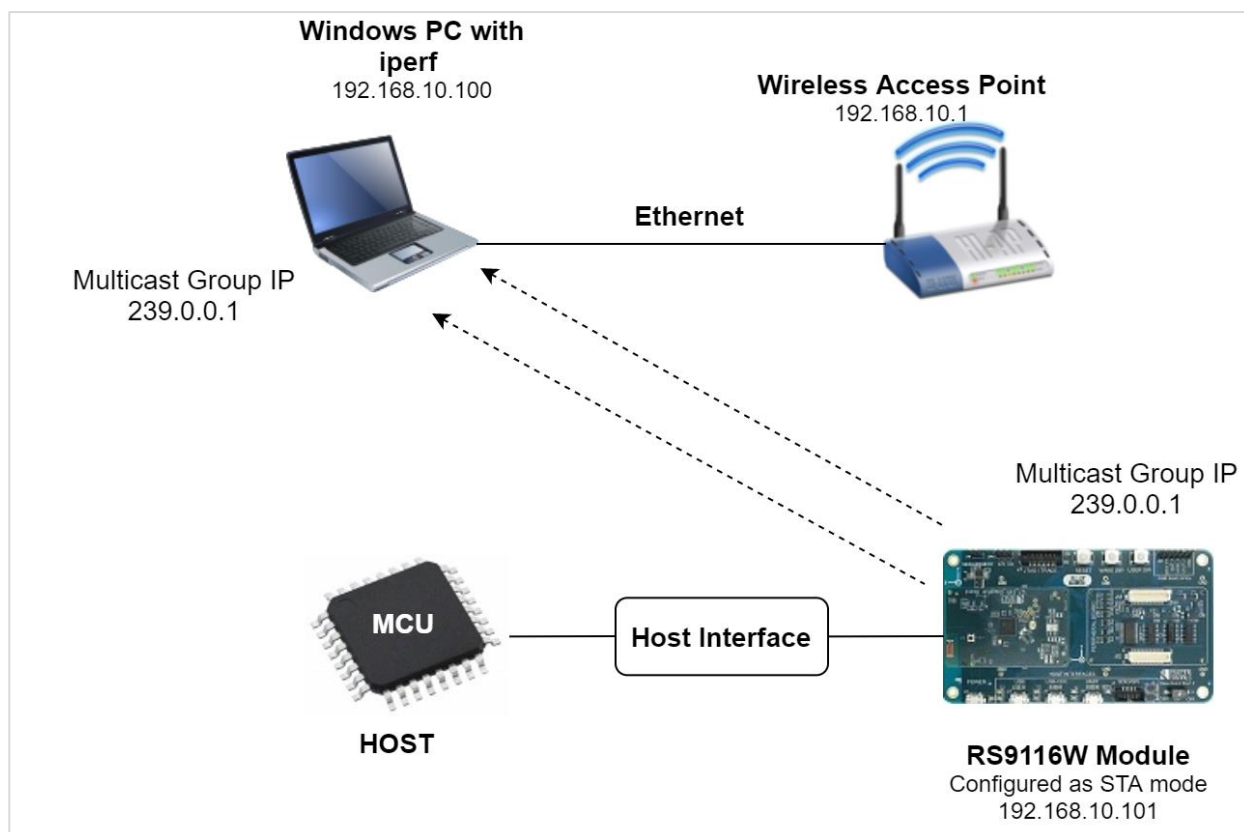 Windows PC with
iperf
192.168.10.100
Wireless Access Point
192.168.10.1
Ethernet
Multicast Group IP
239.0.0.1
Multicast Group IP
239.0.0.1
MCU
Host Interface
HOST
RS9116W Module
Configured as STA mode
192.168.10.101